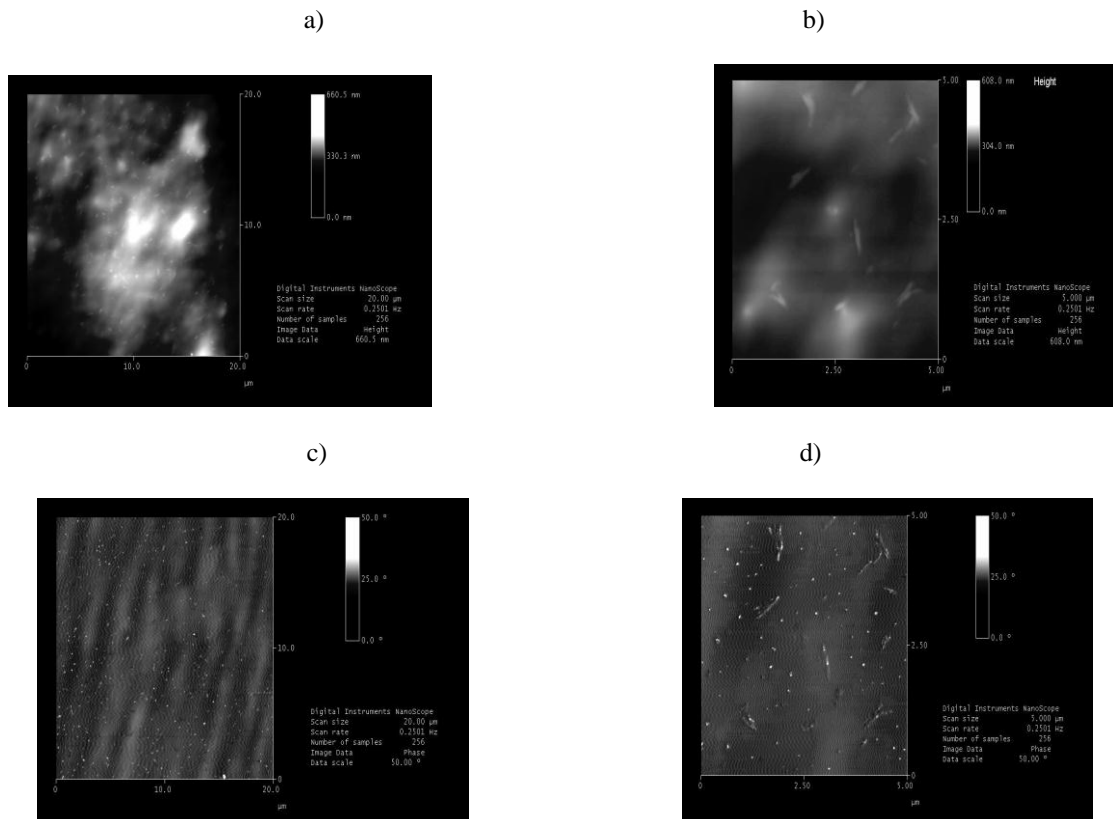 a)
b)
20.0
660.5 nm
330.3 nm
0.0 nm
10.0
0
0
10.0
20.0
µm
Digital Instruments NanoScope
Scan size 20.00 µm
Scan rate 0.2501 Hz
Number of samples 256
Image Data Height
Data scale 660.5 nm
5.00
608.0 nm
Height
304.0 nm
0.0 nm
2.50
0
0
2.50
5.00
µm
Digital Instruments NanoScope
Scan size 5.000 µm
Scan rate 0.2501 Hz
Number of samples 256
Image Data Height
Data scale 608.0 nm
c)
d)
20.0
50.0 º
25.0 º
0.0 º
10.0
0
0
10.0
20.0
µm
Digital Instruments NanoScope
Scan size 20.00 µm
Scan rate 0.2501 Hz
Number of samples 256
Image Data Phase
Data scale 50.00 º
5.00
50.0 º
25.0 º
0.0 º
2.50
0
0
2.50
5.00
µm
Digital Instruments NanoScope
Scan size 5.000 µm
Scan rate 0.2501 Hz
Number of samples 256
Image Data Phase
Data scale 50.00 º